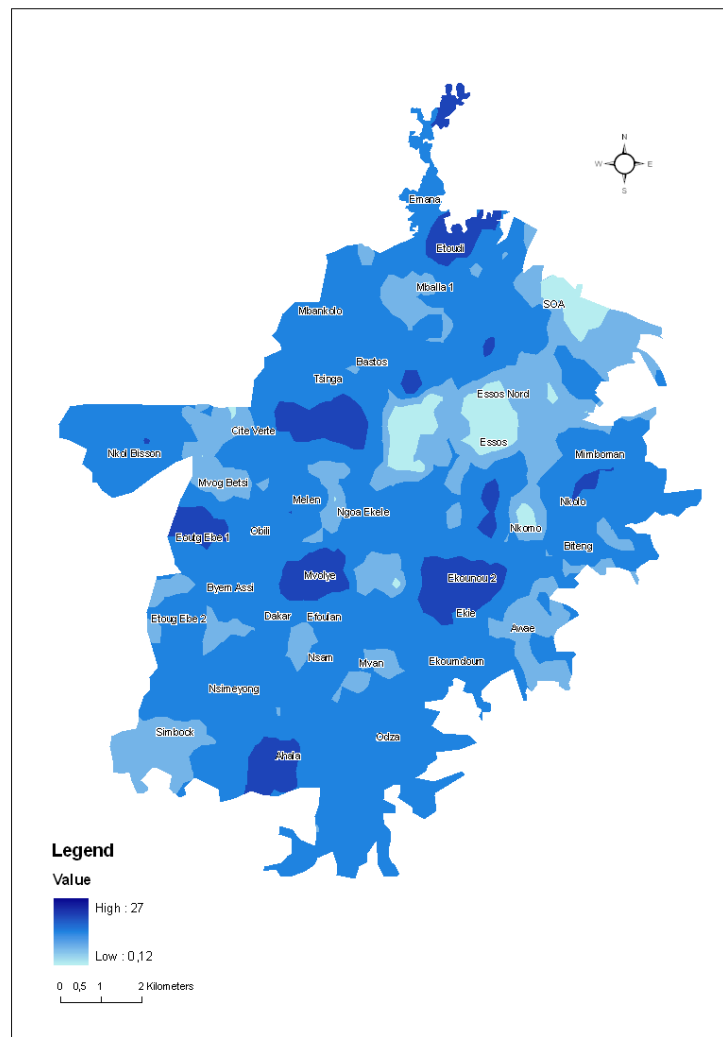 N
W E
S
Emana
Etoudi
Mballa 1
SOA
Mbankolo
Bastos
Tsinga
Essos Nord
Cite Verte
Essos
Nkol Bisson
Mimboman
Mvog Betsi
Melen
Nkolo
Ngoa Ekele
Nkomo
Eoutg Ebe 1
Obili
Biteng
Mvolye
Ekounou 2
Byem Assi
Etoug Ebe 2
Dakar
Efoulan
Ekie
Awae
Nsam
Mvan
Ekoumdoum
Nsimeyong
Simbock
Odza
Ahala
Legend
Value
High : 27
Low : 0,12
0 0,5 1 2 Kilometers